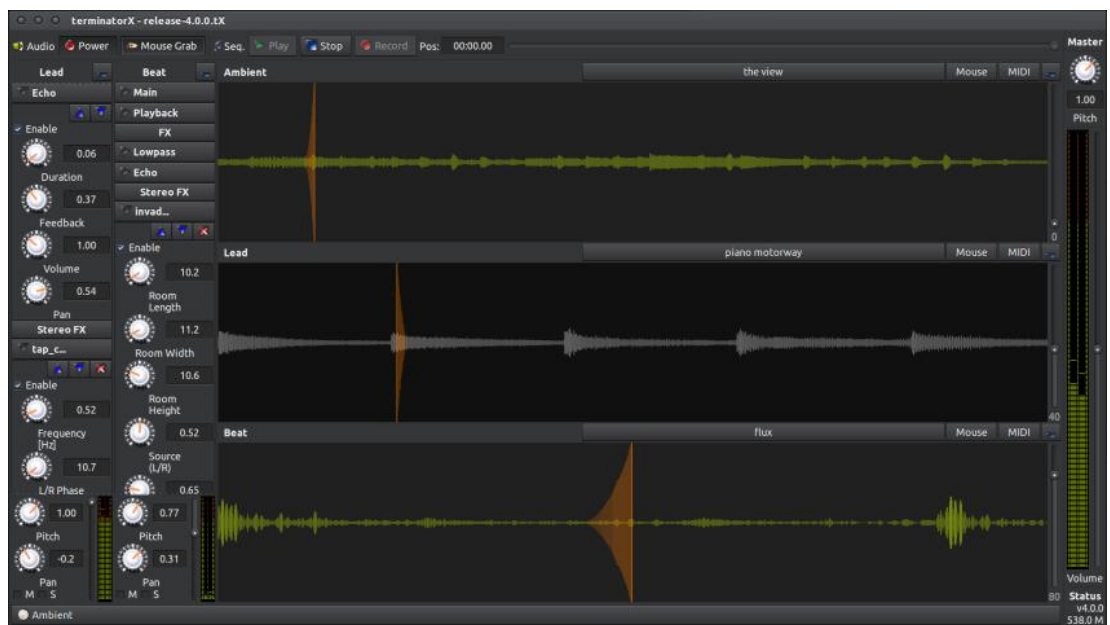 terminatorX - release-4.0.0.tX
Audio Power Mouse Grab Seq. Play Stop Record Pos: 00:00.00
Master
1.00
Pitch
Lead
Echo
Enable
0.06
Duration
0.37
Feedback
1.00
Volume
0.54
Pan
Stereo FX
tap_c...
Enable
0.52
Frequency
[Hz]
10.7
L/R Phase
1.00
Pitch
-0.2
Pan
M S
Beat
Main
Playback
FX
Lowpass
Echo
Stereo FX
invad...
Enable
10.2
Room
Length
11.2
Room Width
10.6
Room
Height
0.52
Source
(L/R)
0.65
0.77
Pitch
0.31
Pan
M S
Ambient the view Mouse MIDI
0
Lead piano motorway Mouse MIDI
40
Beat flux Mouse MIDI
80
Volume
Status
v4.0.0
538.0 M
Ambient